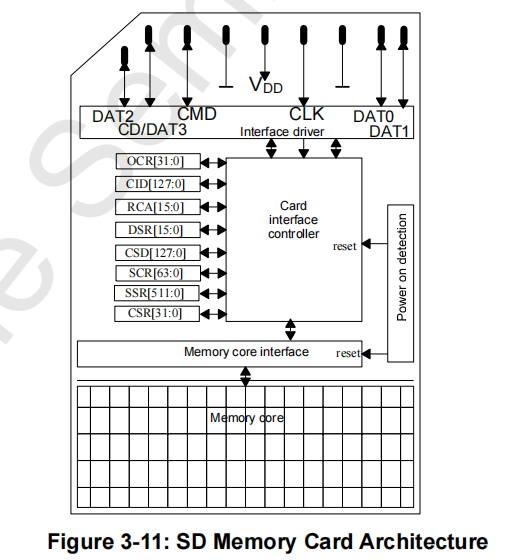 VDD
DAT2
CD/DAT3
CMD
CLK
DAT0
DAT1
Interface driver
OCR[31:0]
CID[127:0]
RCA[15:0]
DSR[15:0]
CSD[127:0]
SCR[63:0]
SSR[511:0]
CSR[31:0]
Card
interface
controller
reset
Power on detection
Memory core interface
reset
Memory core
Figure 3-11: SD Memory Card Architecture